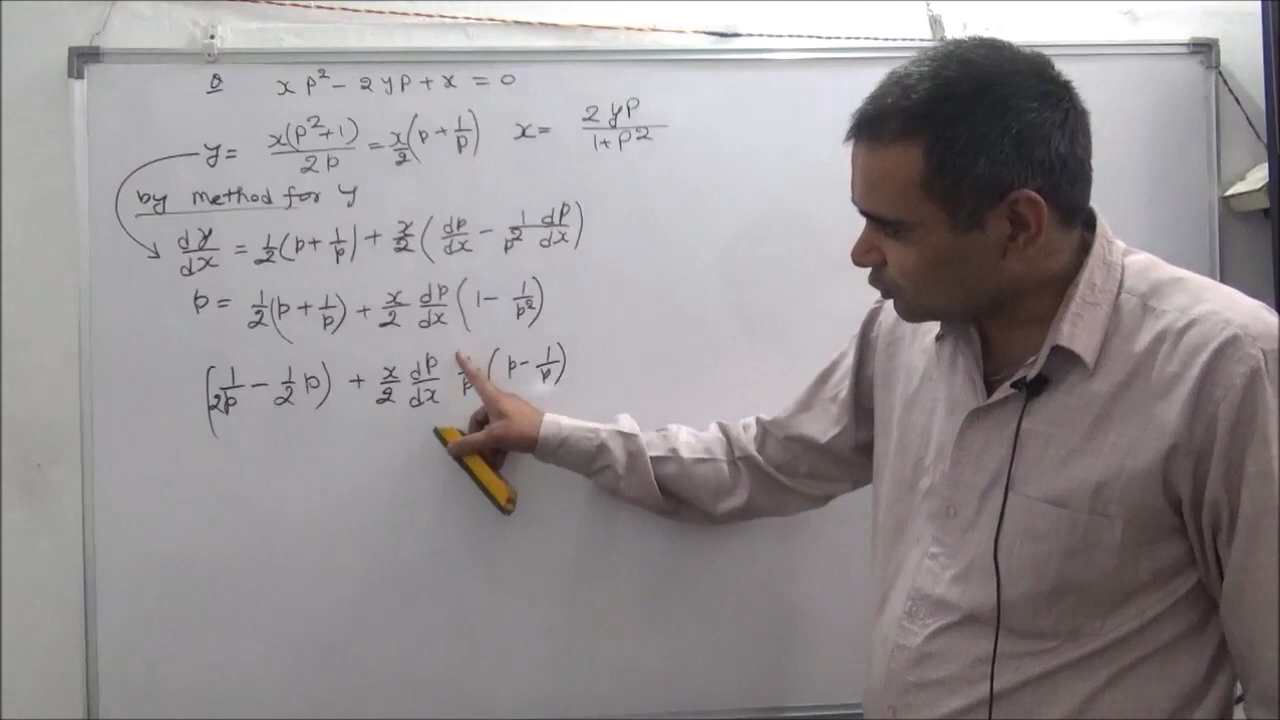 Q x p² - 2 y p + x = 0
y = x(p²+1)/2p = x/2 (p + 1/p) x = 2yp/1+p²
by method for y
dy/dx = 1/2 (p + 1/p) + x/2 (dp/dx - 1/p² dp/dx)
p = 1/2 (p + 1/p) + x/2 dp/dx (1 - 1/p²)
(1/2p - 1/2 p) + x/2 dp/dx (p - 1/p)